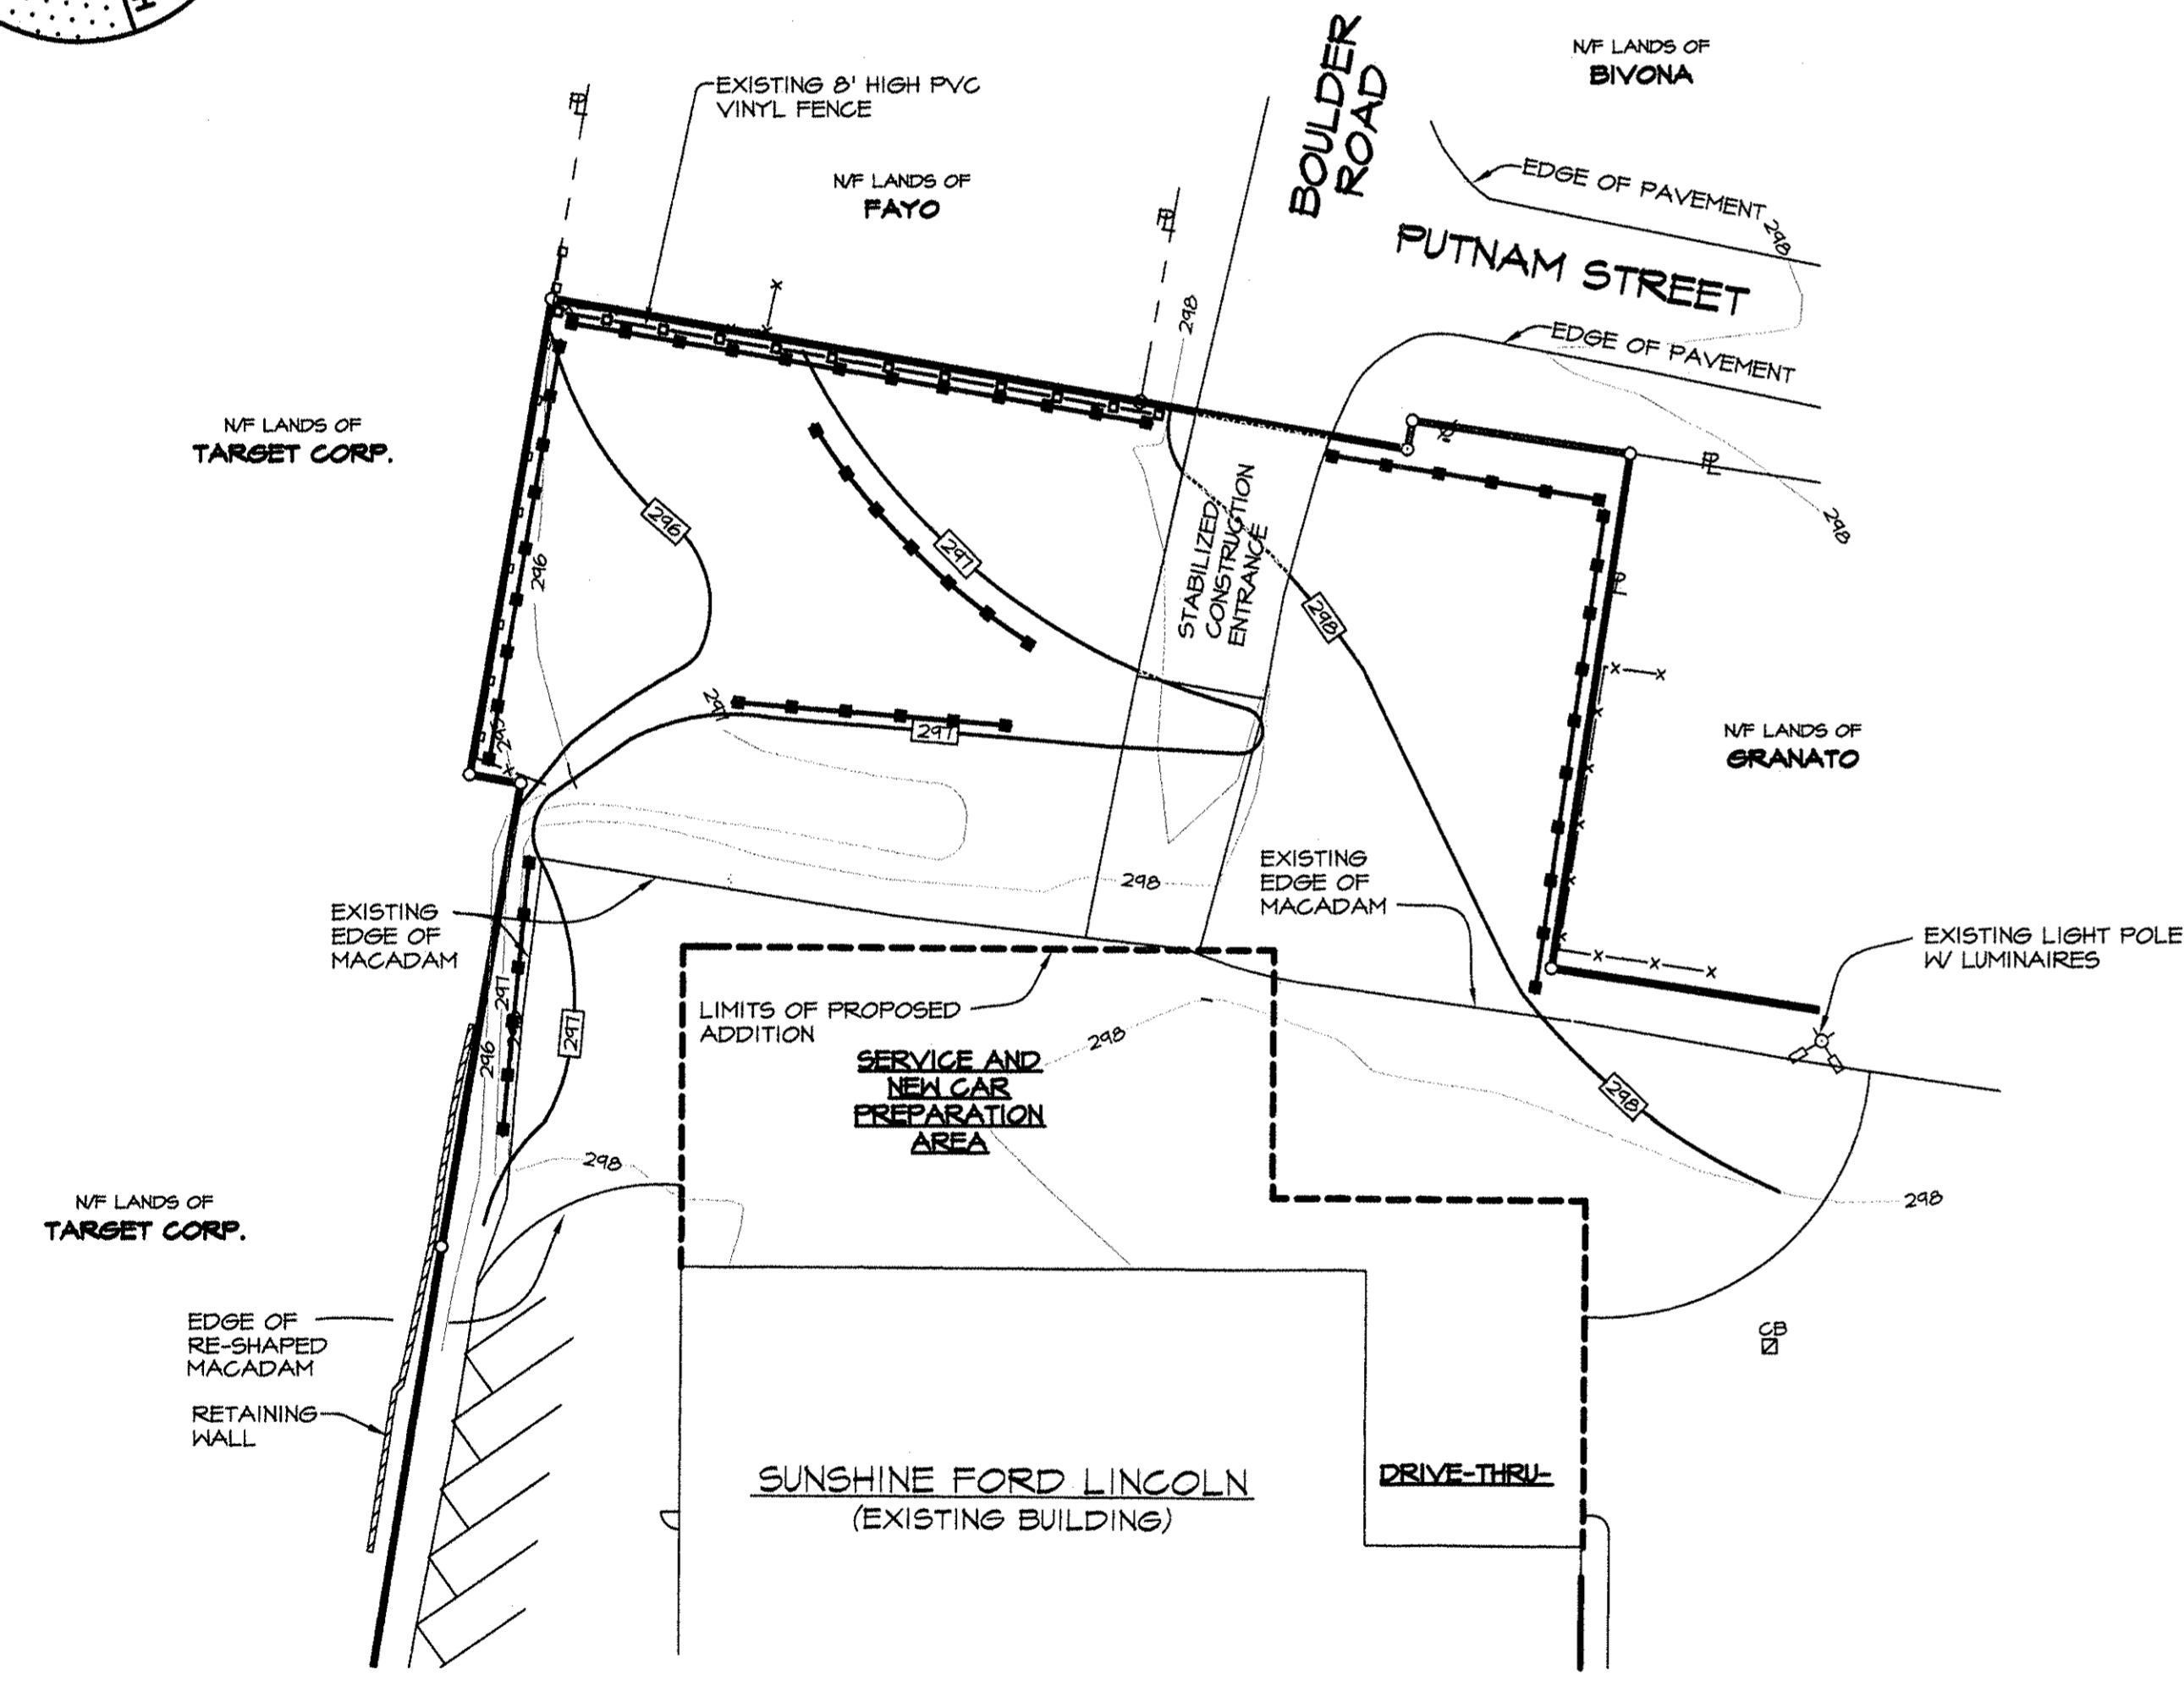 N/F LANDS OF
BIVONA
BOULDER
ROAD
EXISTING 8' HIGH PVC
VINYL FENCE
N/F LANDS OF
FAYO
EDGE OF PAVEMENT
298
PUTNAM STREET
EDGE OF PAVEMENT
298
N/F LANDS OF
TARGET CORP.
296
296
297
STABILIZED
CONSTRUCTION
ENTRANCE
298
298
N/F LANDS OF
GRANATO
297
297
EXISTING
EDGE OF
MACADAM
298
EXISTING
EDGE OF
MACADAM
EXISTING LIGHT POLE
W/ LUMINAIRES
LIMITS OF PROPOSED
ADDITION
297
296
297
298
SERVICE AND
NEW CAR
PREPARATION
AREA
298
298
298
N/F LANDS OF
TARGET CORP.
EDGE OF
RE-SHAPED
MACADAM
RETAINING
WALL
CB
SUNSHINE FORD LINCOLN
(EXISTING BUILDING)
DRIVE-THRU-